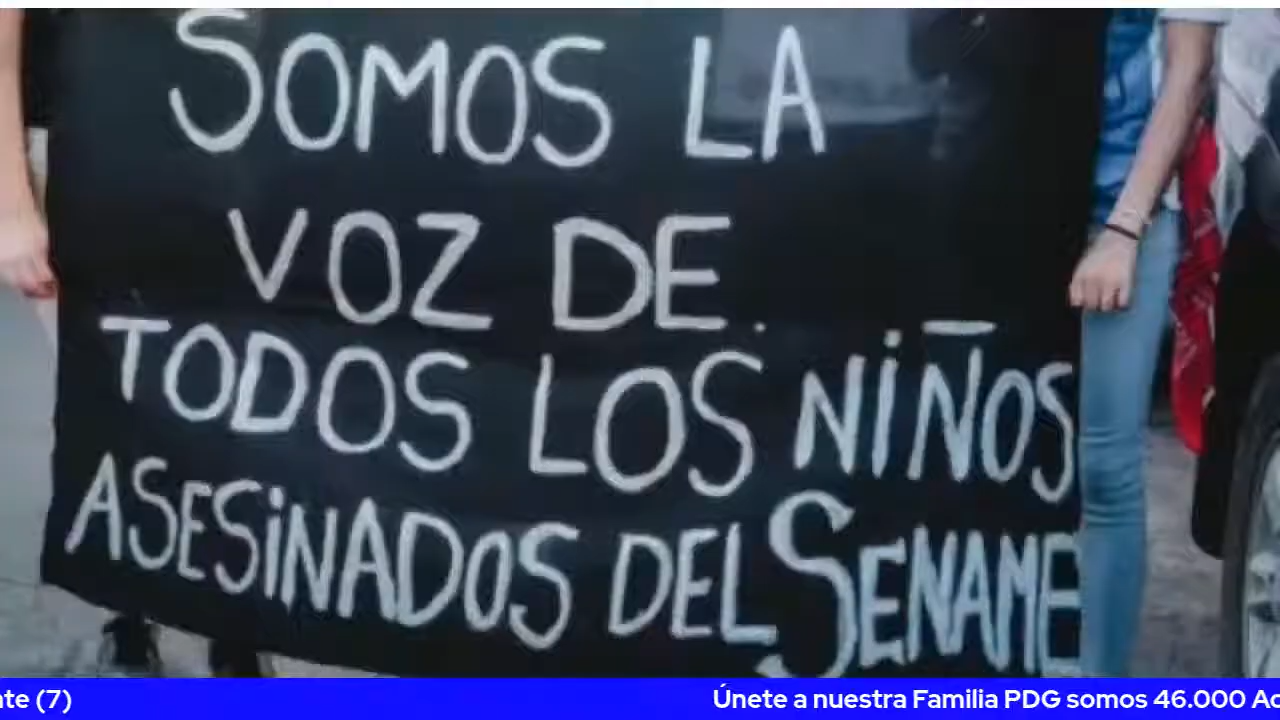 SOMOS LA
VOZ DE.
TODOS LOS NIÑOS
ASESINADOS DEL SENAME
nte (7) Únete a nuestra Familia PDG somos 46.000